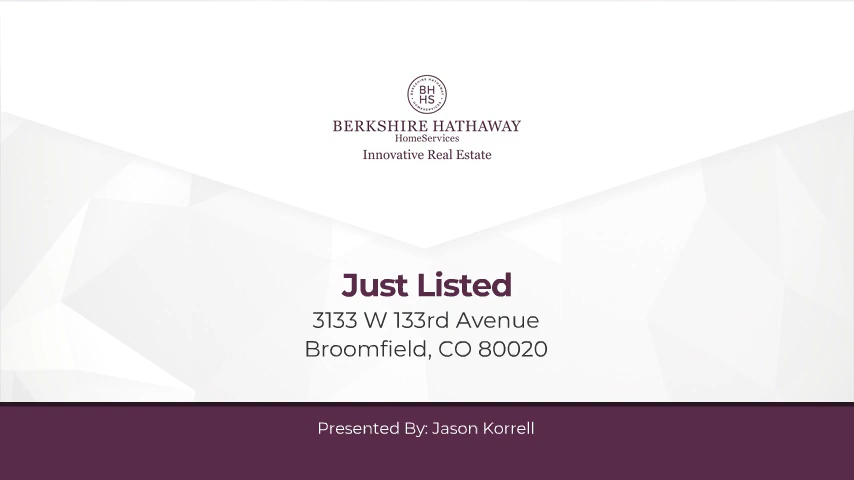 BH
HS
BERKSHIRE HATHAWAY
HomeServices
Innovative Real Estate
Just Listed
3133 W 133rd Avenue
Broomfield, CO 80020
Presented By: Jason Korrell